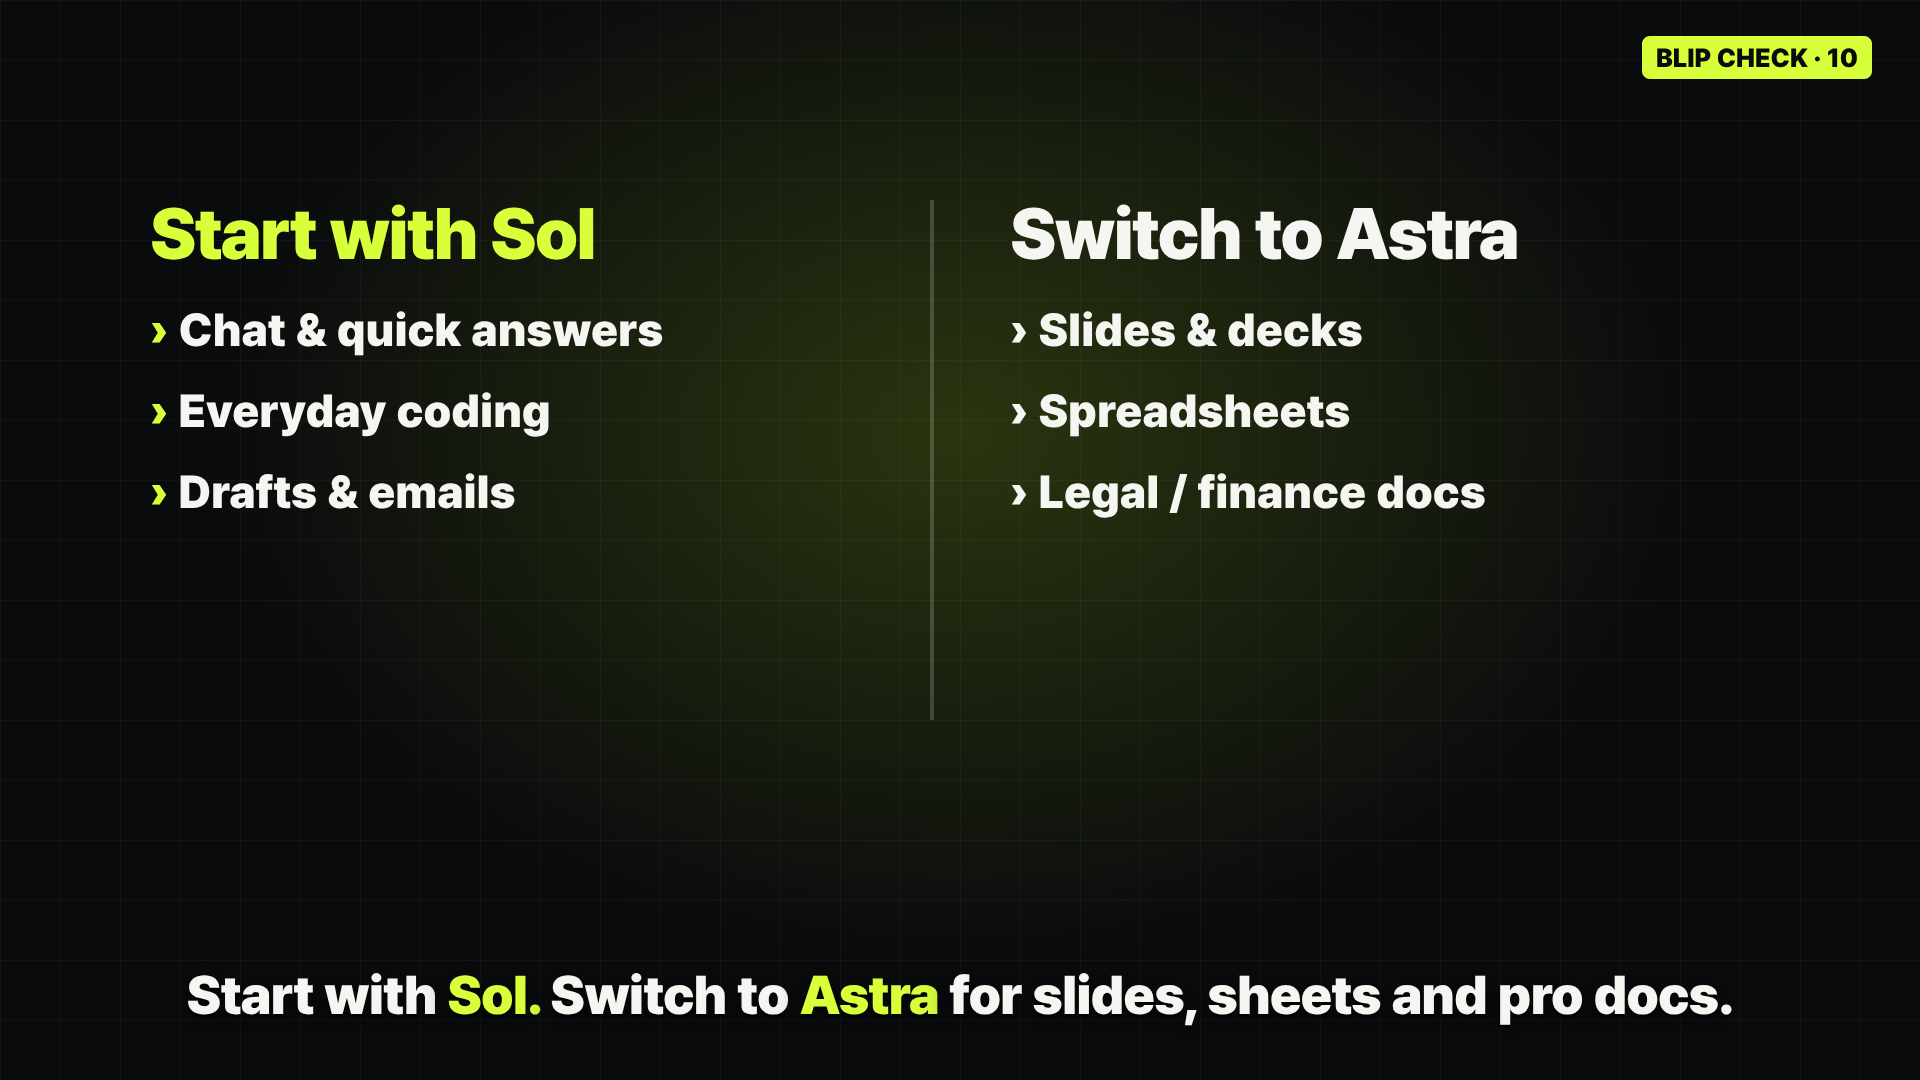 BLIP CHECK · 10
Start with Sol
› Chat & quick answers
› Everyday coding
› Drafts & emails
Switch to Astra
› Slides & decks
› Spreadsheets
› Legal / finance docs
Start with Sol. Switch to Astra for slides, sheets and pro docs.